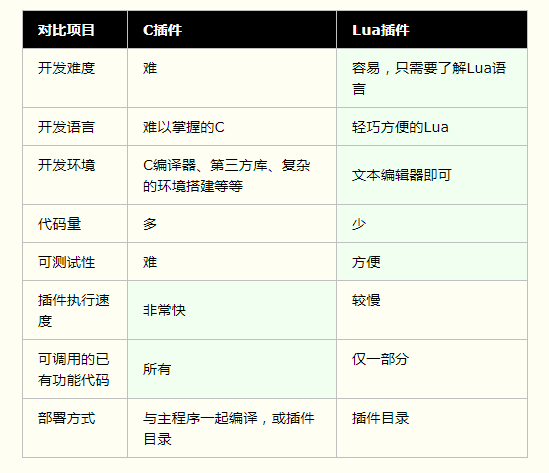 对比项目 C插件 Lua插件
开发难度 难 容易，只需要了解Lua语
言
开发语言 难以掌握的C 轻巧方便的Lua
开发环境 C编译器、第三方库、复杂
的环境搭建等等 文本编辑器即可
代码量 多 少
可测试性 难 方便
插件执行速
度 非常快 较慢
可调用的已
有功能代码 所有 仅一部分
部署方式 与主程序一起编译，或插件
目录 插件目录